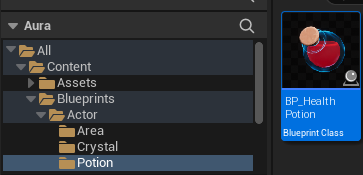 Aura
All
Content
Assets
Blueprints
Actor
Area
Crystal
Potion
BP_Health
Potion
Blueprint Class